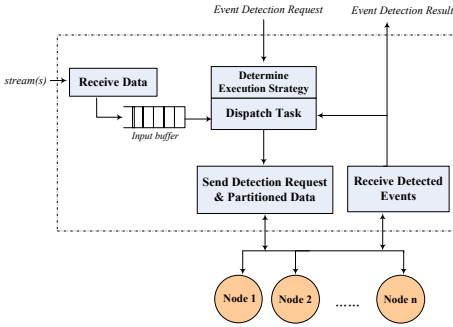 Event Detection Request
Event Detection Result
stream(s)
Receive Data
Determine
Execution Strategy
Dispatch Task
Input buffer
Send Detection Request
& Partitioned Data
Receive Detected
Events
Node 1
Node 2
......
Node n